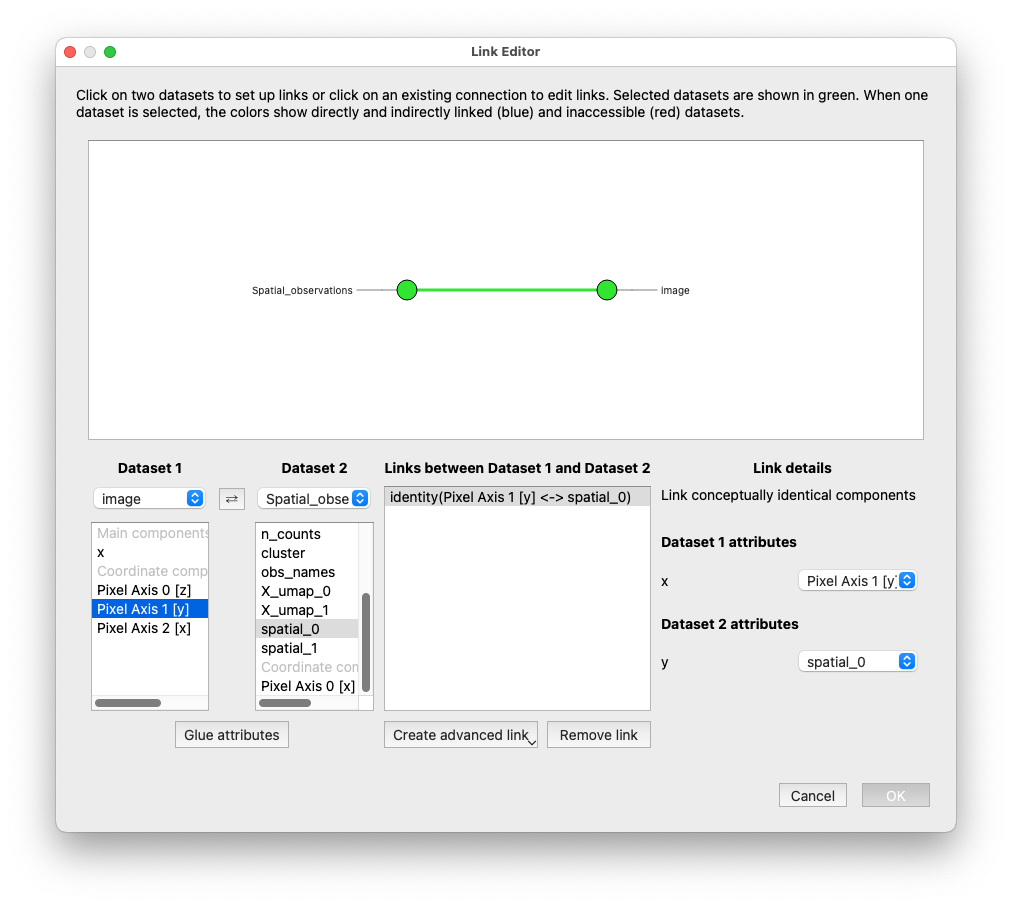 Link Editor
Click on two datasets to set up links or click on an existing connection to edit links. Selected datasets are shown in green. When one
dataset is selected, the colors show directly and indirectly linked (blue) and inaccessible (red) datasets.
Spatial_observations
image
Dataset 1
image
Main components
x
Coordinate comp
Pixel Axis 0 [z]
Pixel Axis 1 [y]
Pixel Axis 2 [x]
Glue attributes
Dataset 2
Spatial_obse
n_counts
cluster
obs_names
X_umap_0
X_umap_1
spatial_0
spatial_1
Coordinate con
Pixel Axis 0 [x]
Links between Dataset 1 and Dataset 2
identity(Pixel Axis 1 [y] <-> spatial_0)
Create advanced link
Remove link
Link details
Link conceptually identical components
Dataset 1 attributes
x
Pixel Axis 1 [y]
Dataset 2 attributes
y
spatial_0
Cancel
OK